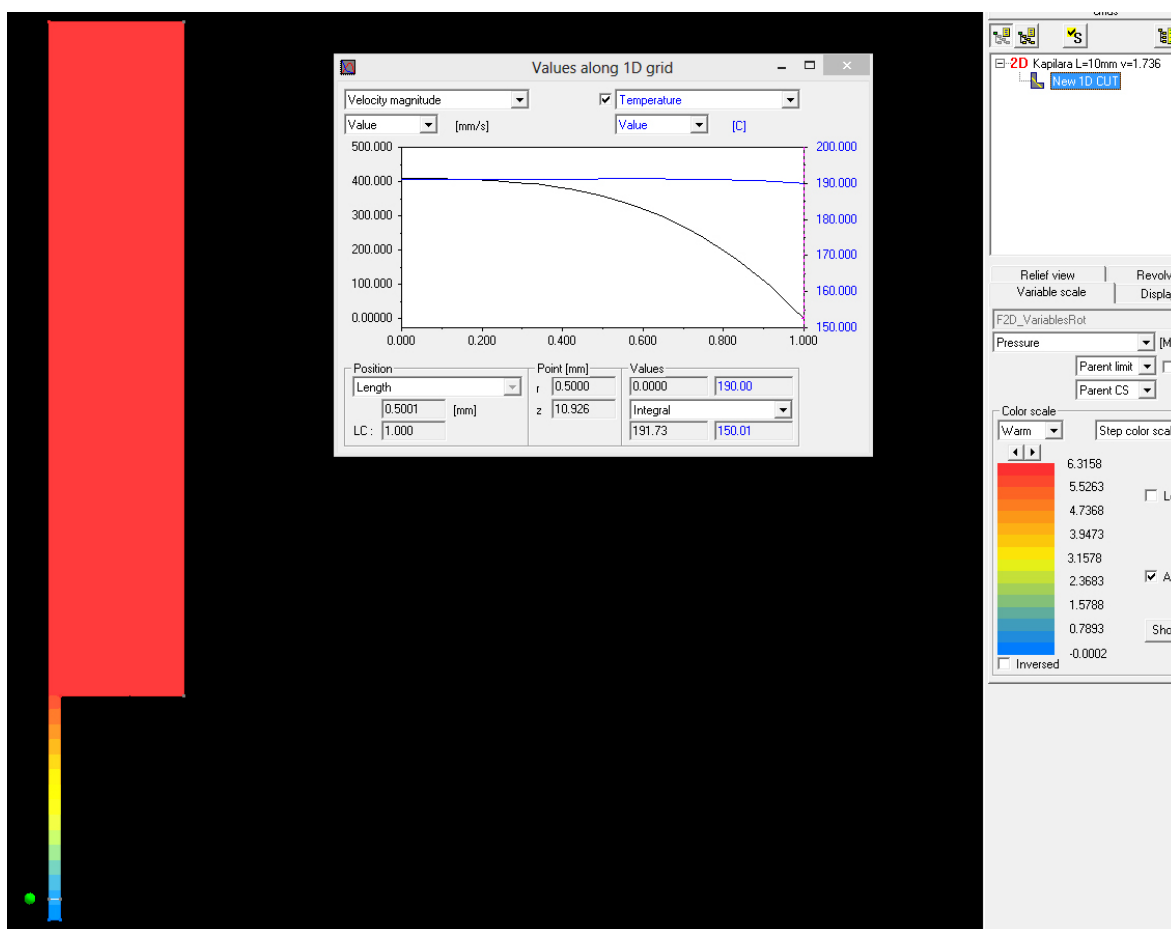 Values along 1D grid
Velocity magnitude
Temperature
Value
[mm/s]
Value
[C]
500.000
400.000
300.000
200.000
100.000
0.00000
200.000
190.000
180.000
170.000
160.000
150.000
0.000
0.200
0.400
0.600
0.800
1.000
Position
Length
0.5001
[mm]
LC : 1.000
Point [mm]
r 0.5000
z 10.926
Values
0.0000
190.00
Integral
191.73
150.01
S
2D Kapilara L=10mm v=1.736
New 1D CUT
Relief view
Revolv
Variable scale
Displa
F2D_VariablesRot
Pressure
[M
Parent limit
Parent CS
Color scale
Warm
Step color scal
6.3158
5.5263
4.7368
3.9473
3.1578
2.3683
1.5788
0.7893
-0.0002
L
A
Sho
Inversed